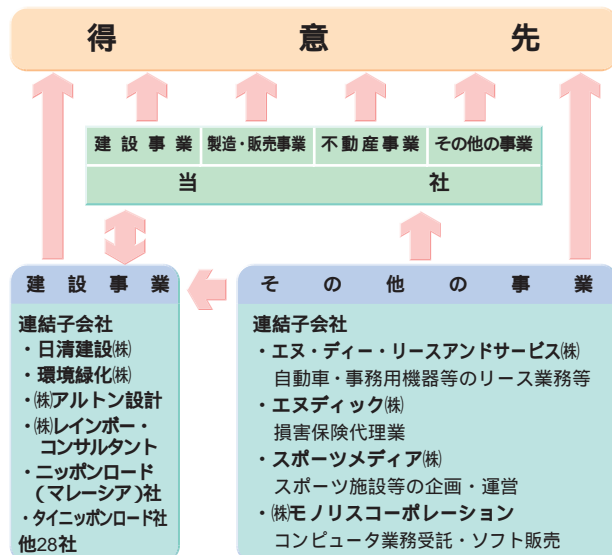 得意先
建設事業 製造・販売事業 不動産事業 その他の事業
当社
建設事業
連結子会社
・日清建設㈱
・環境緑化㈱
・㈱アルトン設計
・㈱レインボー・
コンサルタント
・ニッポンロード
(マレーシア)社
・タイニッポンロード社
他28社
その他の事業
連結子会社
・エヌ・ディー・リースアンドサービス㈱
自動車・事務用機器等のリース業務等
・エヌディック㈱
損害保険代理業
・スポーツメディア㈱
スポーツ施設等の企画・運営
・㈱モノリスコーポレーション
コンピュータ業務受託・ソフト販売